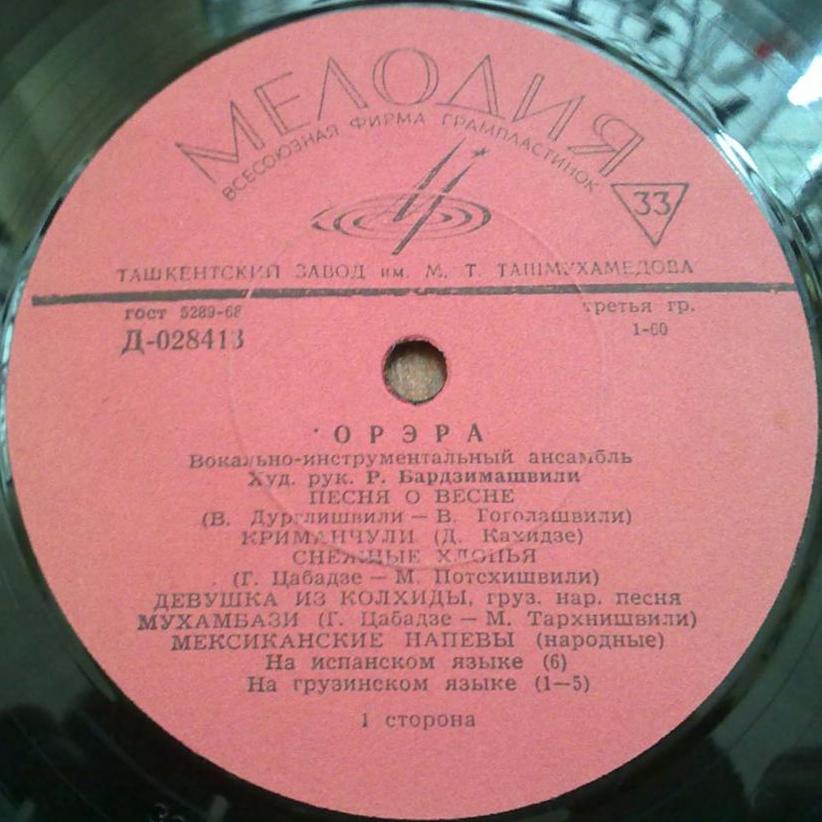 МЕЛОДИЯ
ВСЕСОЮЗНАЯ ФИРМА ГРАМПЛАСТИНОК
33
ТАШКЕНТСКИЙ ЗАВОД им. М. Т. ТАШМУХАМЕДОВА
гост 5289-68
третья гр.
Д-028413
1-60
ОРЭРА
Вокально-инструментальный ансамбль
Худ. рук. Р. Бардзимашвили
ПЕСНЯ О ВЕСНЕ
(В. Дурглишвили — В. Гоголашвили)
КРИМАНЧУЛИ (Д. Кахидзе)
СНЕЖНЫЕ ХЛОПЬЯ
(Г. Цабадзе — М. Потсхишвили)
ДЕВУШКА ИЗ КОЛХИДЫ, груз. нар. песня
МУХАМБАЗИ (Г. Цабадзе — М. Тархнишвили)
МЕКСИКАНСКИЕ НАПЕВЫ (народные)
На испанском языке (6)
На грузинском языке (1—5)
1 сторона